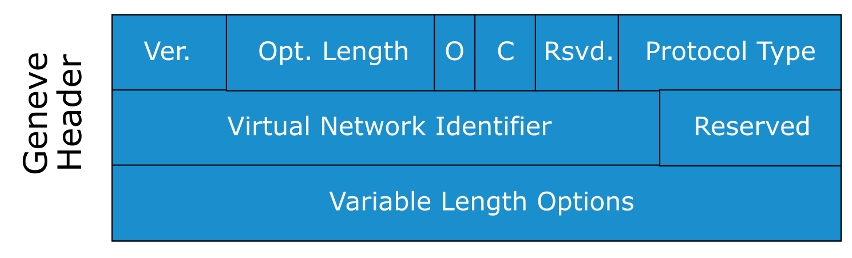 Geneve
Header
Ver. Opt. Length O C Rsvd. Protocol Type
Virtual Network Identifier Reserved
Variable Length Options